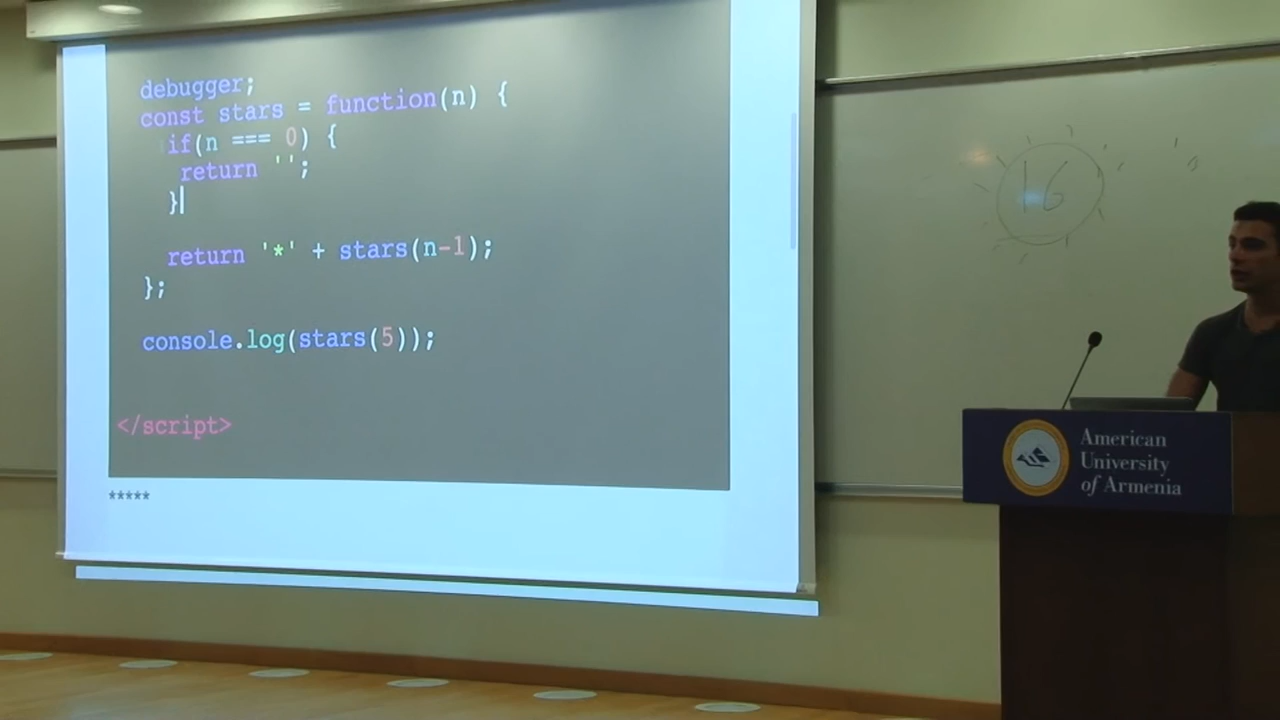 debugger;
const stars = function(n) {
if(n === 0) {
return '';
}
return '*' + stars(n-1);
};
console.log(stars(5));
</script>
*****
16
American
University
of Armenia